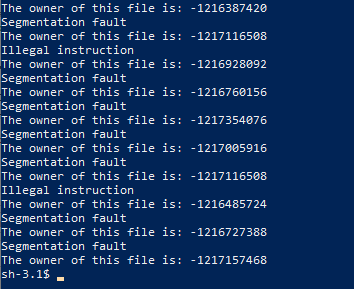 The owner of this file is: -1216387420
Segmentation fault
The owner of this file is: -1217116508
Illegal instruction
The owner of this file is: -1216928092
Segmentation fault
The owner of this file is: -1216760156
Segmentation fault
The owner of this file is: -1217354076
Segmentation fault
The owner of this file is: -1217005916
Segmentation fault
The owner of this file is: -1217116508
Illegal instruction
The owner of this file is: -1216485724
Segmentation fault
The owner of this file is: -1216727388
Segmentation fault
The owner of this file is: -1217157468
sh-3.1$